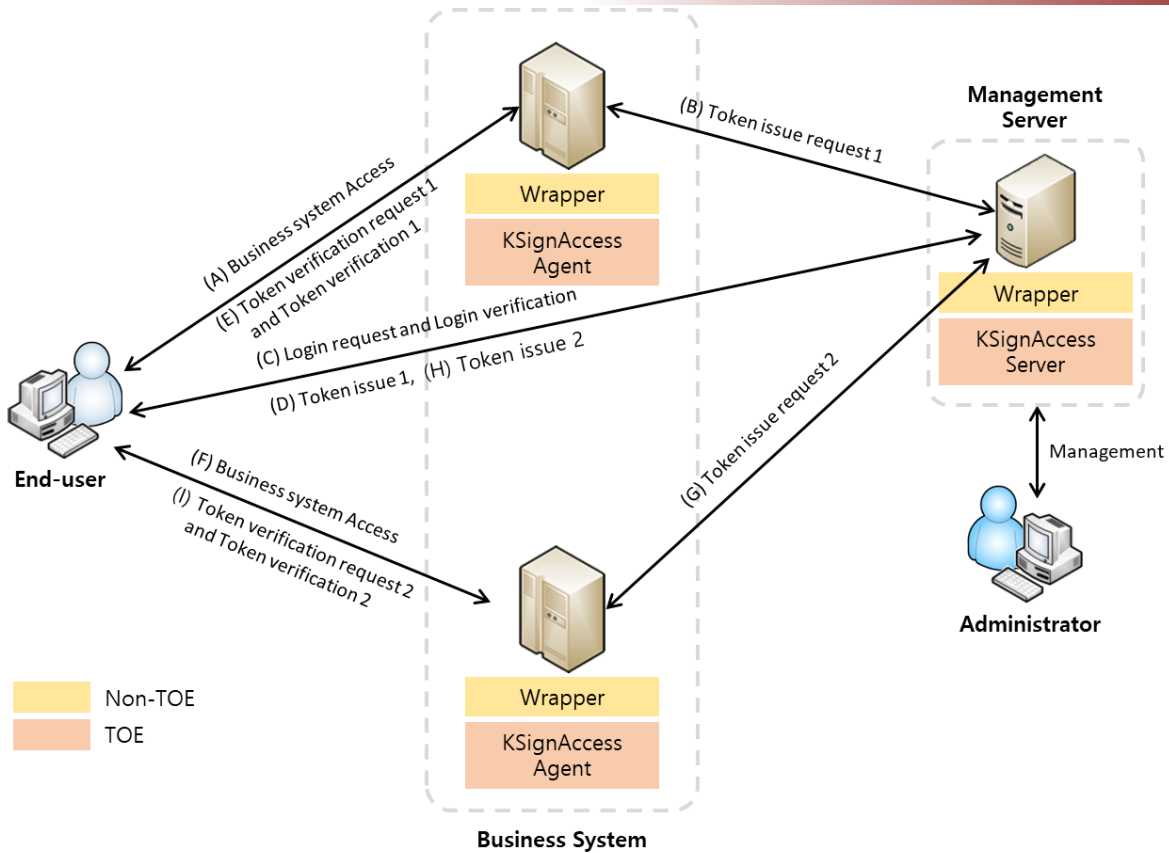 (B) Token issue request 1
Management
Server
Wrapper
KSignAccess
Agent
(A) Business system Access
(E) Token verification request 1
and Token verification 1
(C) Login request and Login verification
(D) Token issue 1, (H) Token issue 2
Wrapper
KSignAccess
Server
(G) Token issue request 2
Management
End-user
(F) Business system Access
(I) Token verification request 2
and Token verification 2
Administrator
Wrapper
KSignAccess
Agent
Non-TOE
TOE
Business System